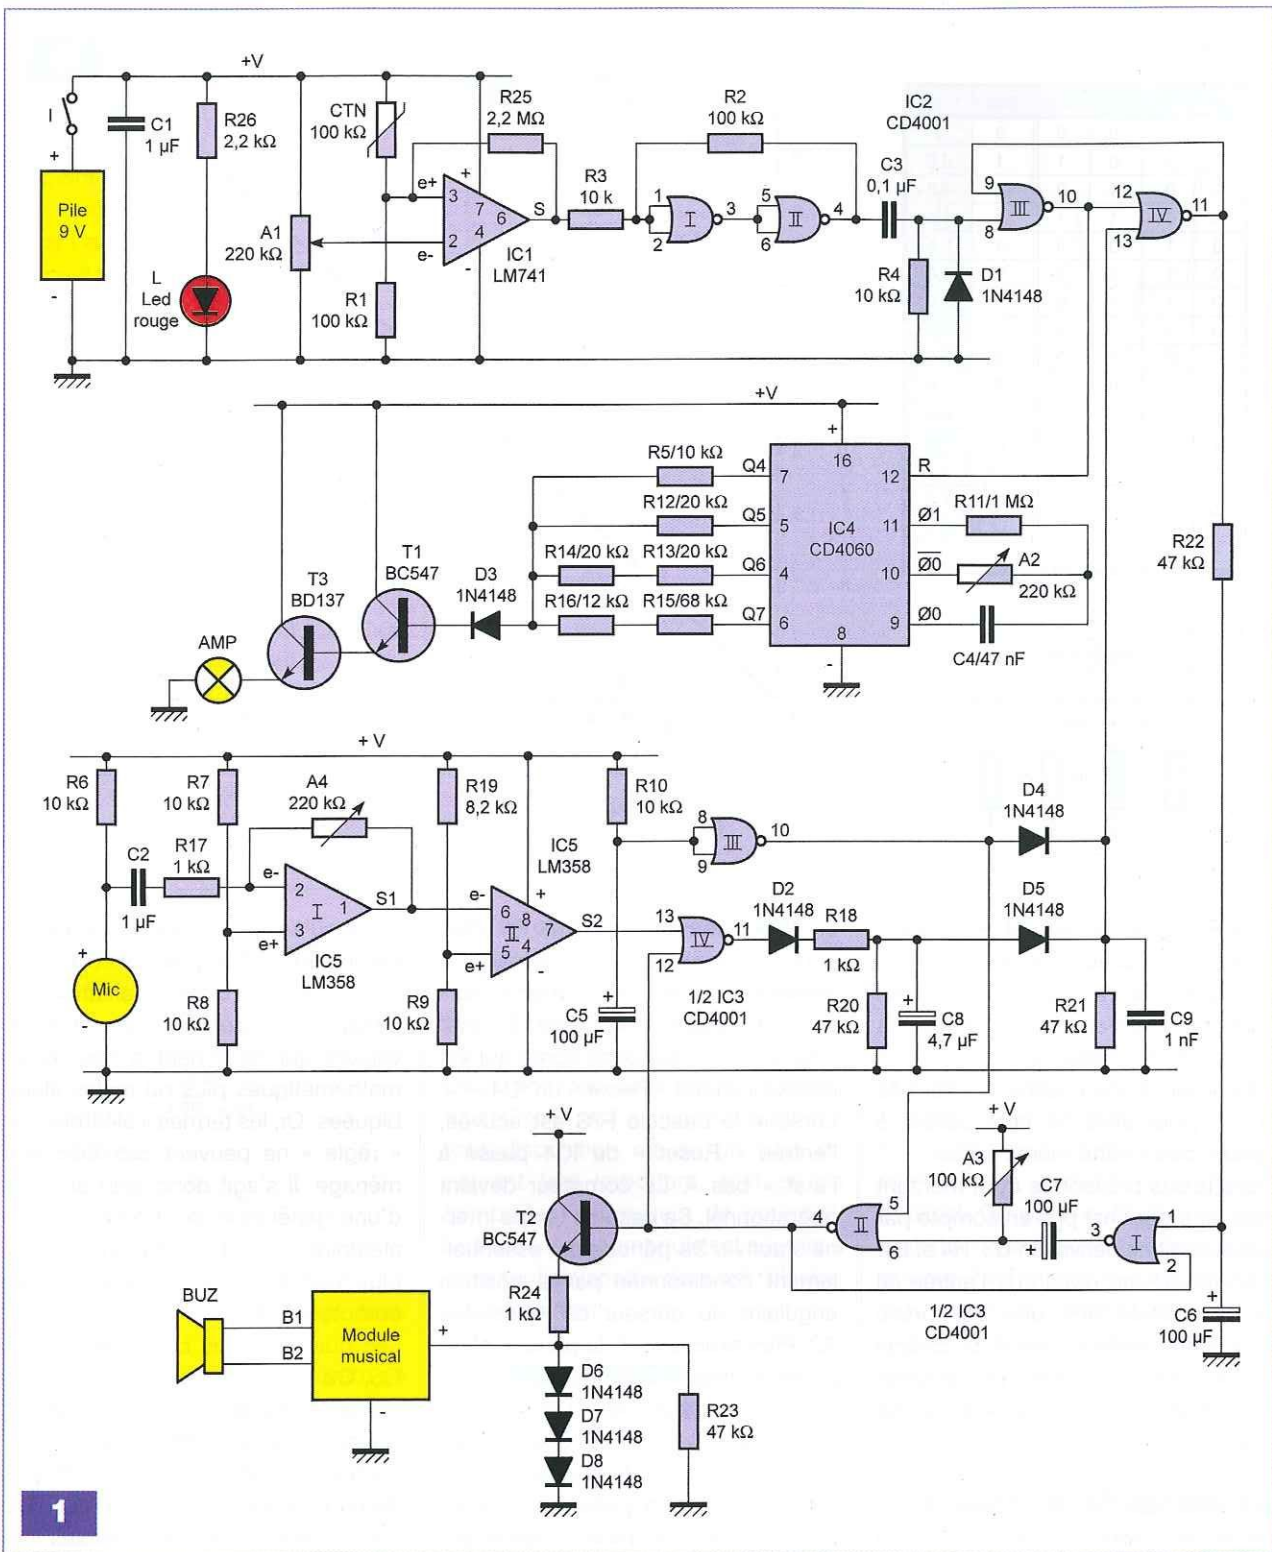 +V
I
+
Pile
9 V
-
C1
1 µF
R26
2,2 kΩ
L
Led
rouge
A1
220 kΩ
CTN
100 kΩ
R1
100 kΩ
R25
2,2 MΩ
e+
e-
3
2
+
7
6
4
-
S
IC1
LM741
R3
10 k
R2
100 kΩ
1
2
I
3
5
6
II
4
C3
0,1 µF
R4
10 kΩ
D1
1N4148
IC2
CD4001
9
8
III
10
12
13
IV
11
+V
+
16
R5/10 kΩ
Q4
7
12
R
R12/20 kΩ
Q5
5
IC4
CD4060
11
Ø1
R11/1 MΩ
R14/20 kΩ
R13/20 kΩ
Q6
4
10
Ø0
A2
220 kΩ
R16/12 kΩ
R15/68 kΩ
Q7
6
8
9
Ø0
C4/47 nF
-
T1
BC547
D3
1N4148
T3
BD137
AMP
R22
47 kΩ
+ V
R6
10 kΩ
R7
10 kΩ
A4
220 kΩ
R19
8,2 kΩ
R10
10 kΩ
C2
1 µF
R17
1 kΩ
e-
e+
2
3
I
1
S1
IC5
LM358
e-
e+
6
5
II
+
8
4
7
-
S2
IC5
LM358
+
Mic
-
R8
10 kΩ
R9
10 kΩ
+
C5
100 µF
8
9
III
10
13
12
IV
11
1/2 IC3
CD4001
D2
1N4148
R18
1 kΩ
D4
1N4148
D5
1N4148
R20
47 kΩ
+
C8
4,7 µF
R21
47 kΩ
C9
1 nF
+ V
T2
BC547
R24
1 kΩ
BUZ
B1
B2
Module
musical
+
-
D6
1N4148
D7
1N4148
D8
1N4148
R23
47 kΩ
4
II
5
6
+ V
A3
100 kΩ
C7
100 µF
+
3
I
1
2
1/2 IC3
CD4001
+
C6
100 µF
1